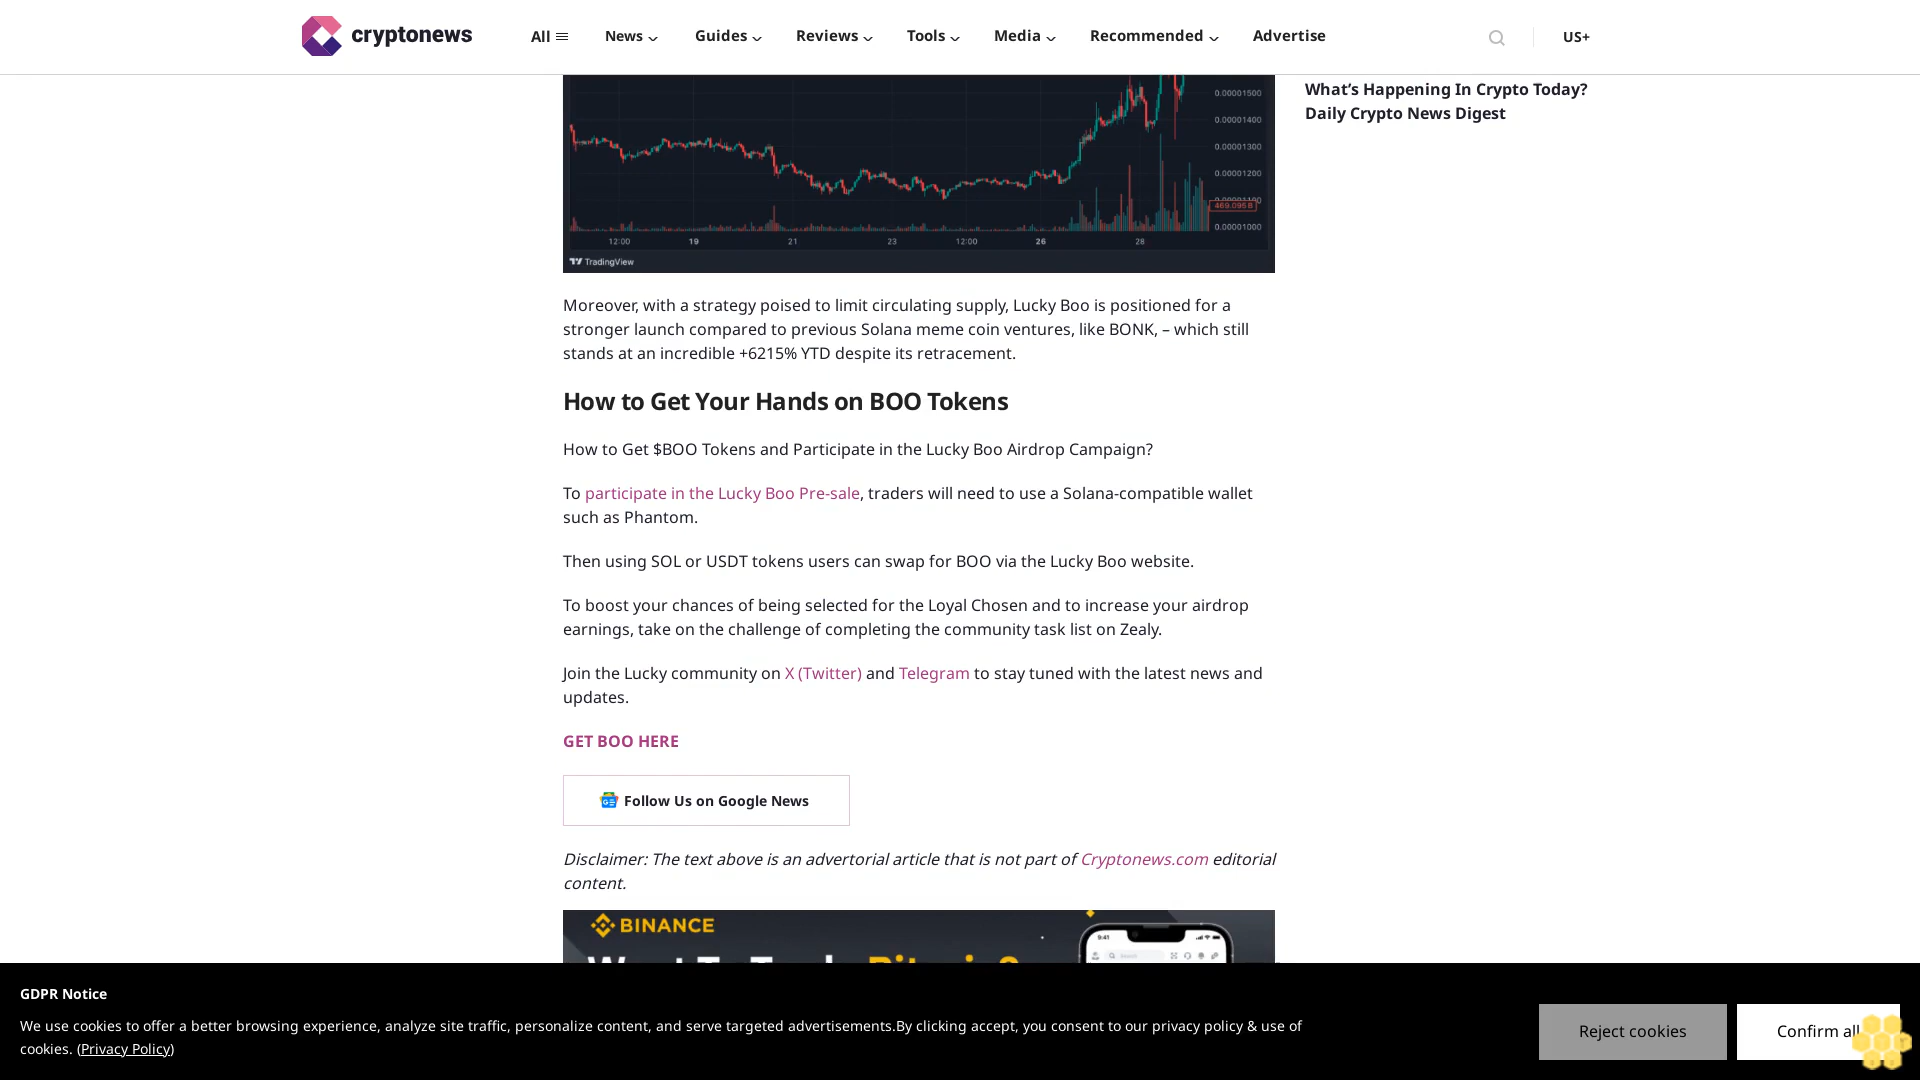 cryptonews
All
News
Guides
Reviews
Tools
Media
Recommended
Advertise
US+
What’s Happening In Crypto Today?
Daily Crypto News Digest
0.00001500
0.00001400
0.00001300
0.00001200
469.095B
0.00001000
12:00 19 21 23 12:00 26 28
TradingView
Moreover, with a strategy poised to limit circulating supply, Lucky Boo is positioned for a
stronger launch compared to previous Solana meme coin ventures, like BONK, – which still
stands at an incredible +6215% YTD despite its retracement.
How to Get Your Hands on BOO Tokens
How to Get $BOO Tokens and Participate in the Lucky Boo Airdrop Campaign?
To participate in the Lucky Boo Pre-sale, traders will need to use a Solana-compatible wallet
such as Phantom.
Then using SOL or USDT tokens users can swap for BOO via the Lucky Boo website.
To boost your chances of being selected for the Loyal Chosen and to increase your airdrop
earnings, take on the challenge of completing the community task list on Zealy.
Join the Lucky community on X (Twitter) and Telegram to stay tuned with the latest news and
updates.
GET BOO HERE
Follow Us on Google News
Disclaimer: The text above is an advertorial article that is not part of Cryptonews.com editorial
content.
BINANCE
9:41
Search
GDPR Notice
We use cookies to offer a better browsing experience, analyze site traffic, personalize content, and serve targeted advertisements.By clicking accept, you consent to our privacy policy & use of
cookies. (Privacy Policy)
Reject cookies
Confirm all